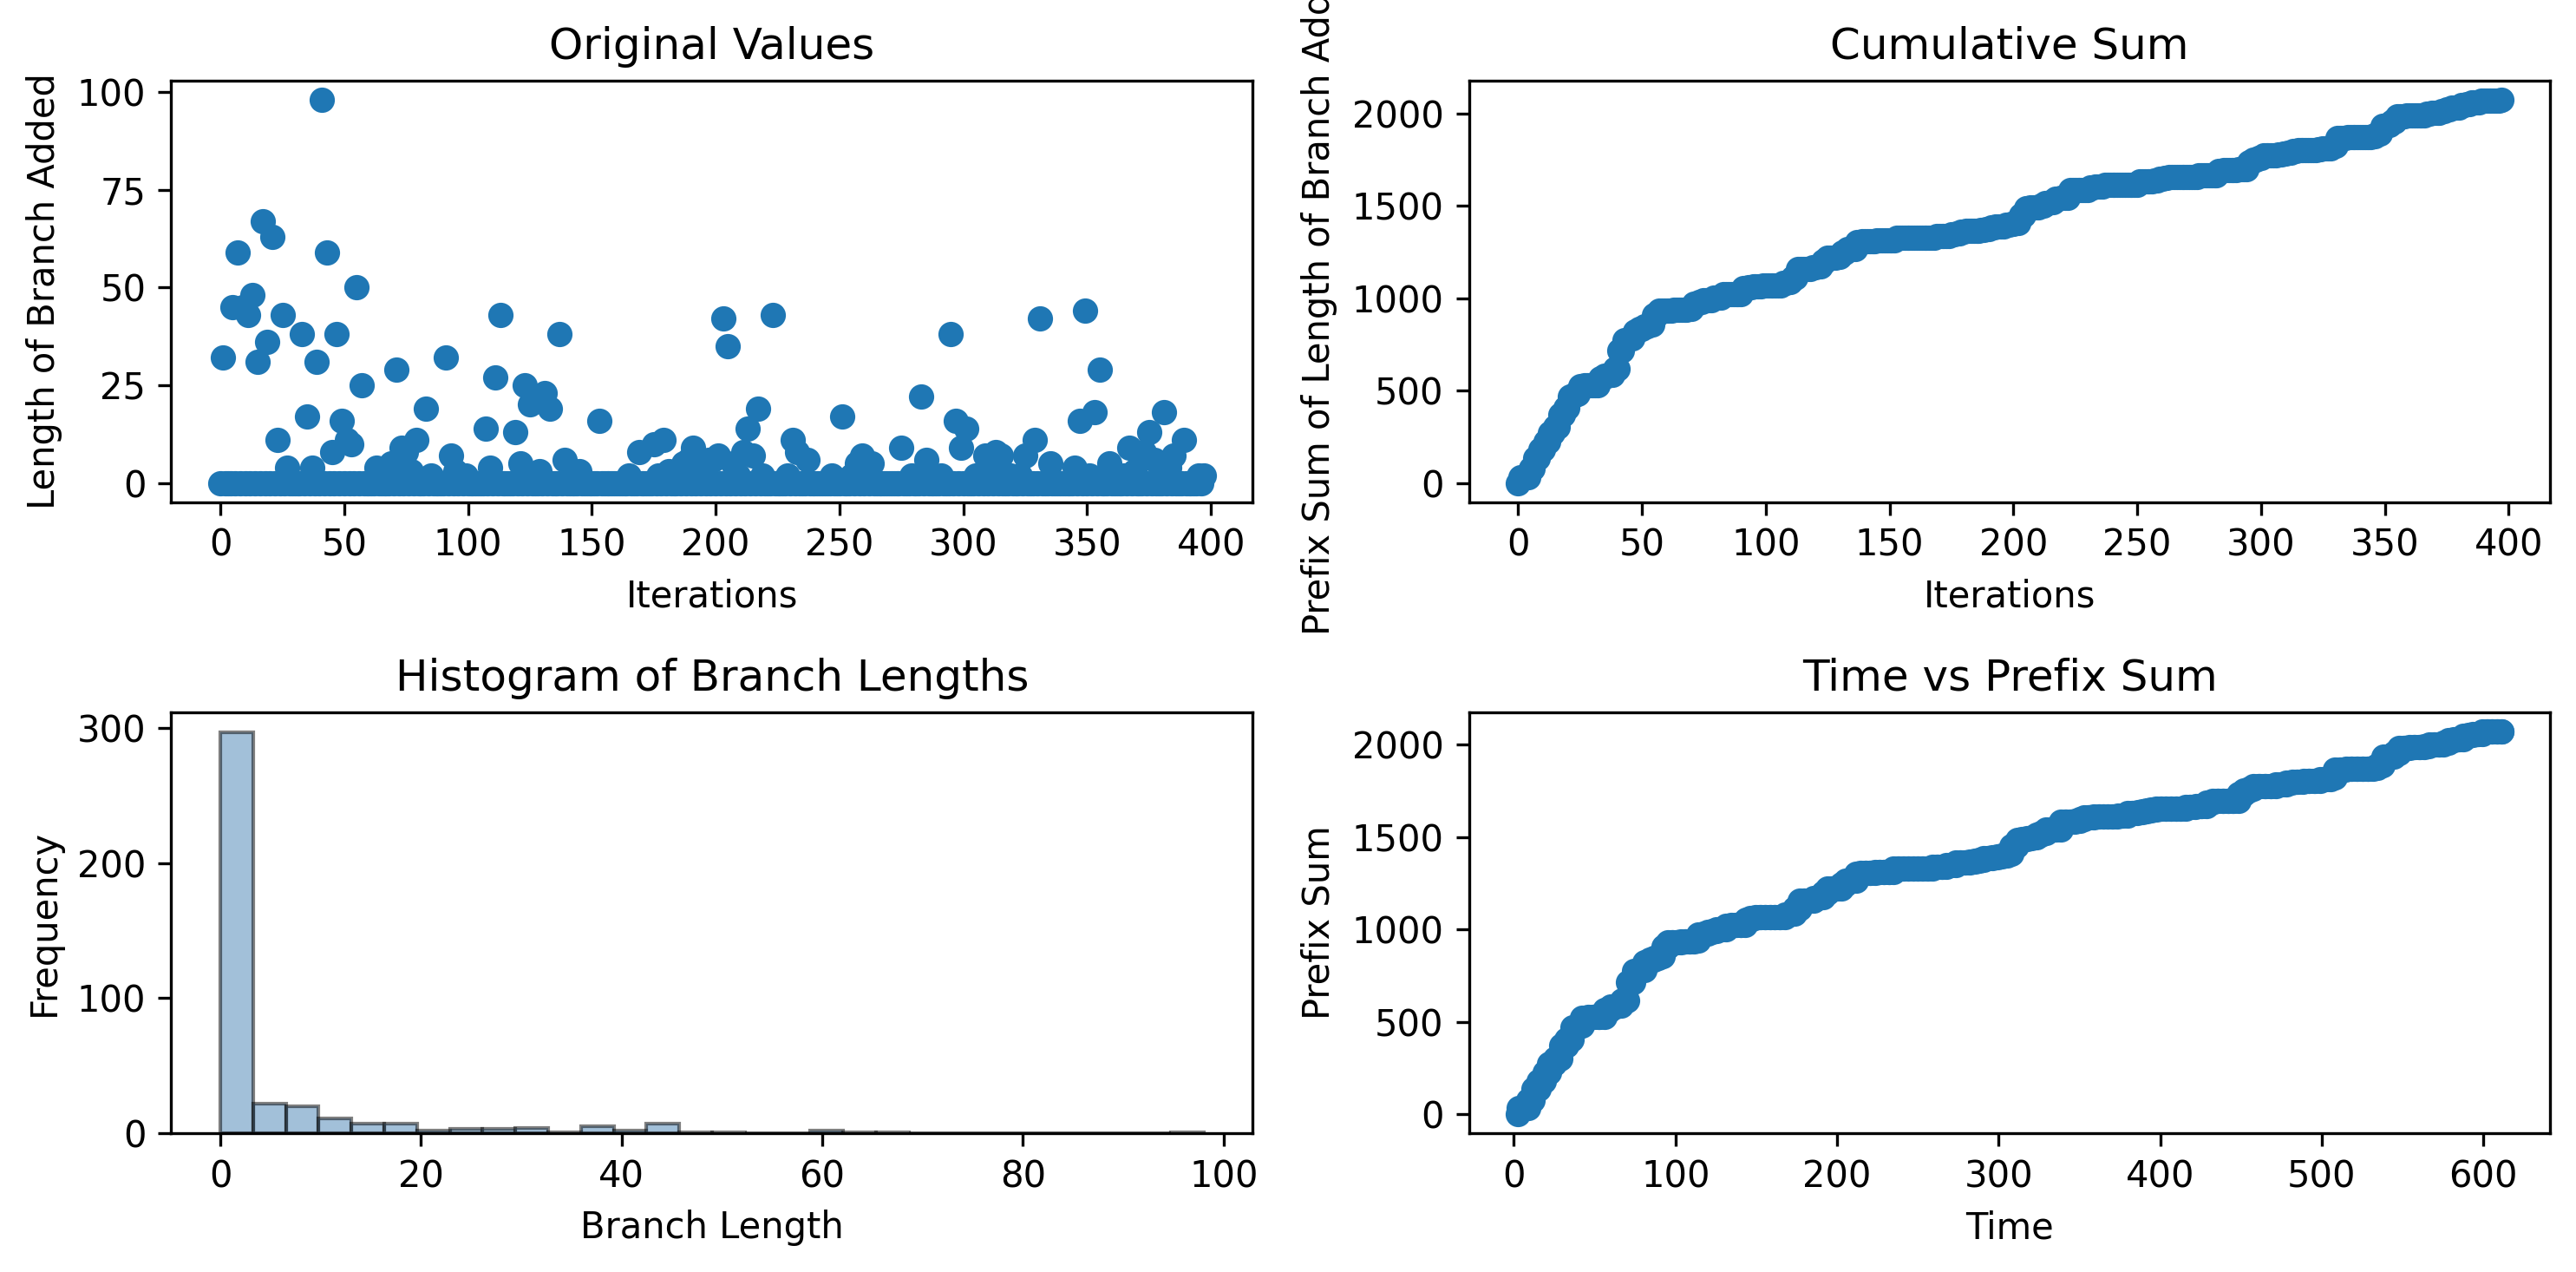 Original Values
Length of Branch Added
100
75
50
25
0
0 50 100 150 200 250 300 350 400
Iterations
Cumulative Sum
Prefix Sum of Length of Branch
2000
1500
1000
500
0
0 50 100 150 200 250 300 350 400
Iterations
Histogram of Branch Lengths
Frequency
300
200
100
0
0 20 40 60 80 100
Branch Length
Time vs Prefix Sum
Prefix Sum
2000
1500
1000
500
0
0 100 200 300 400 500 600
Time